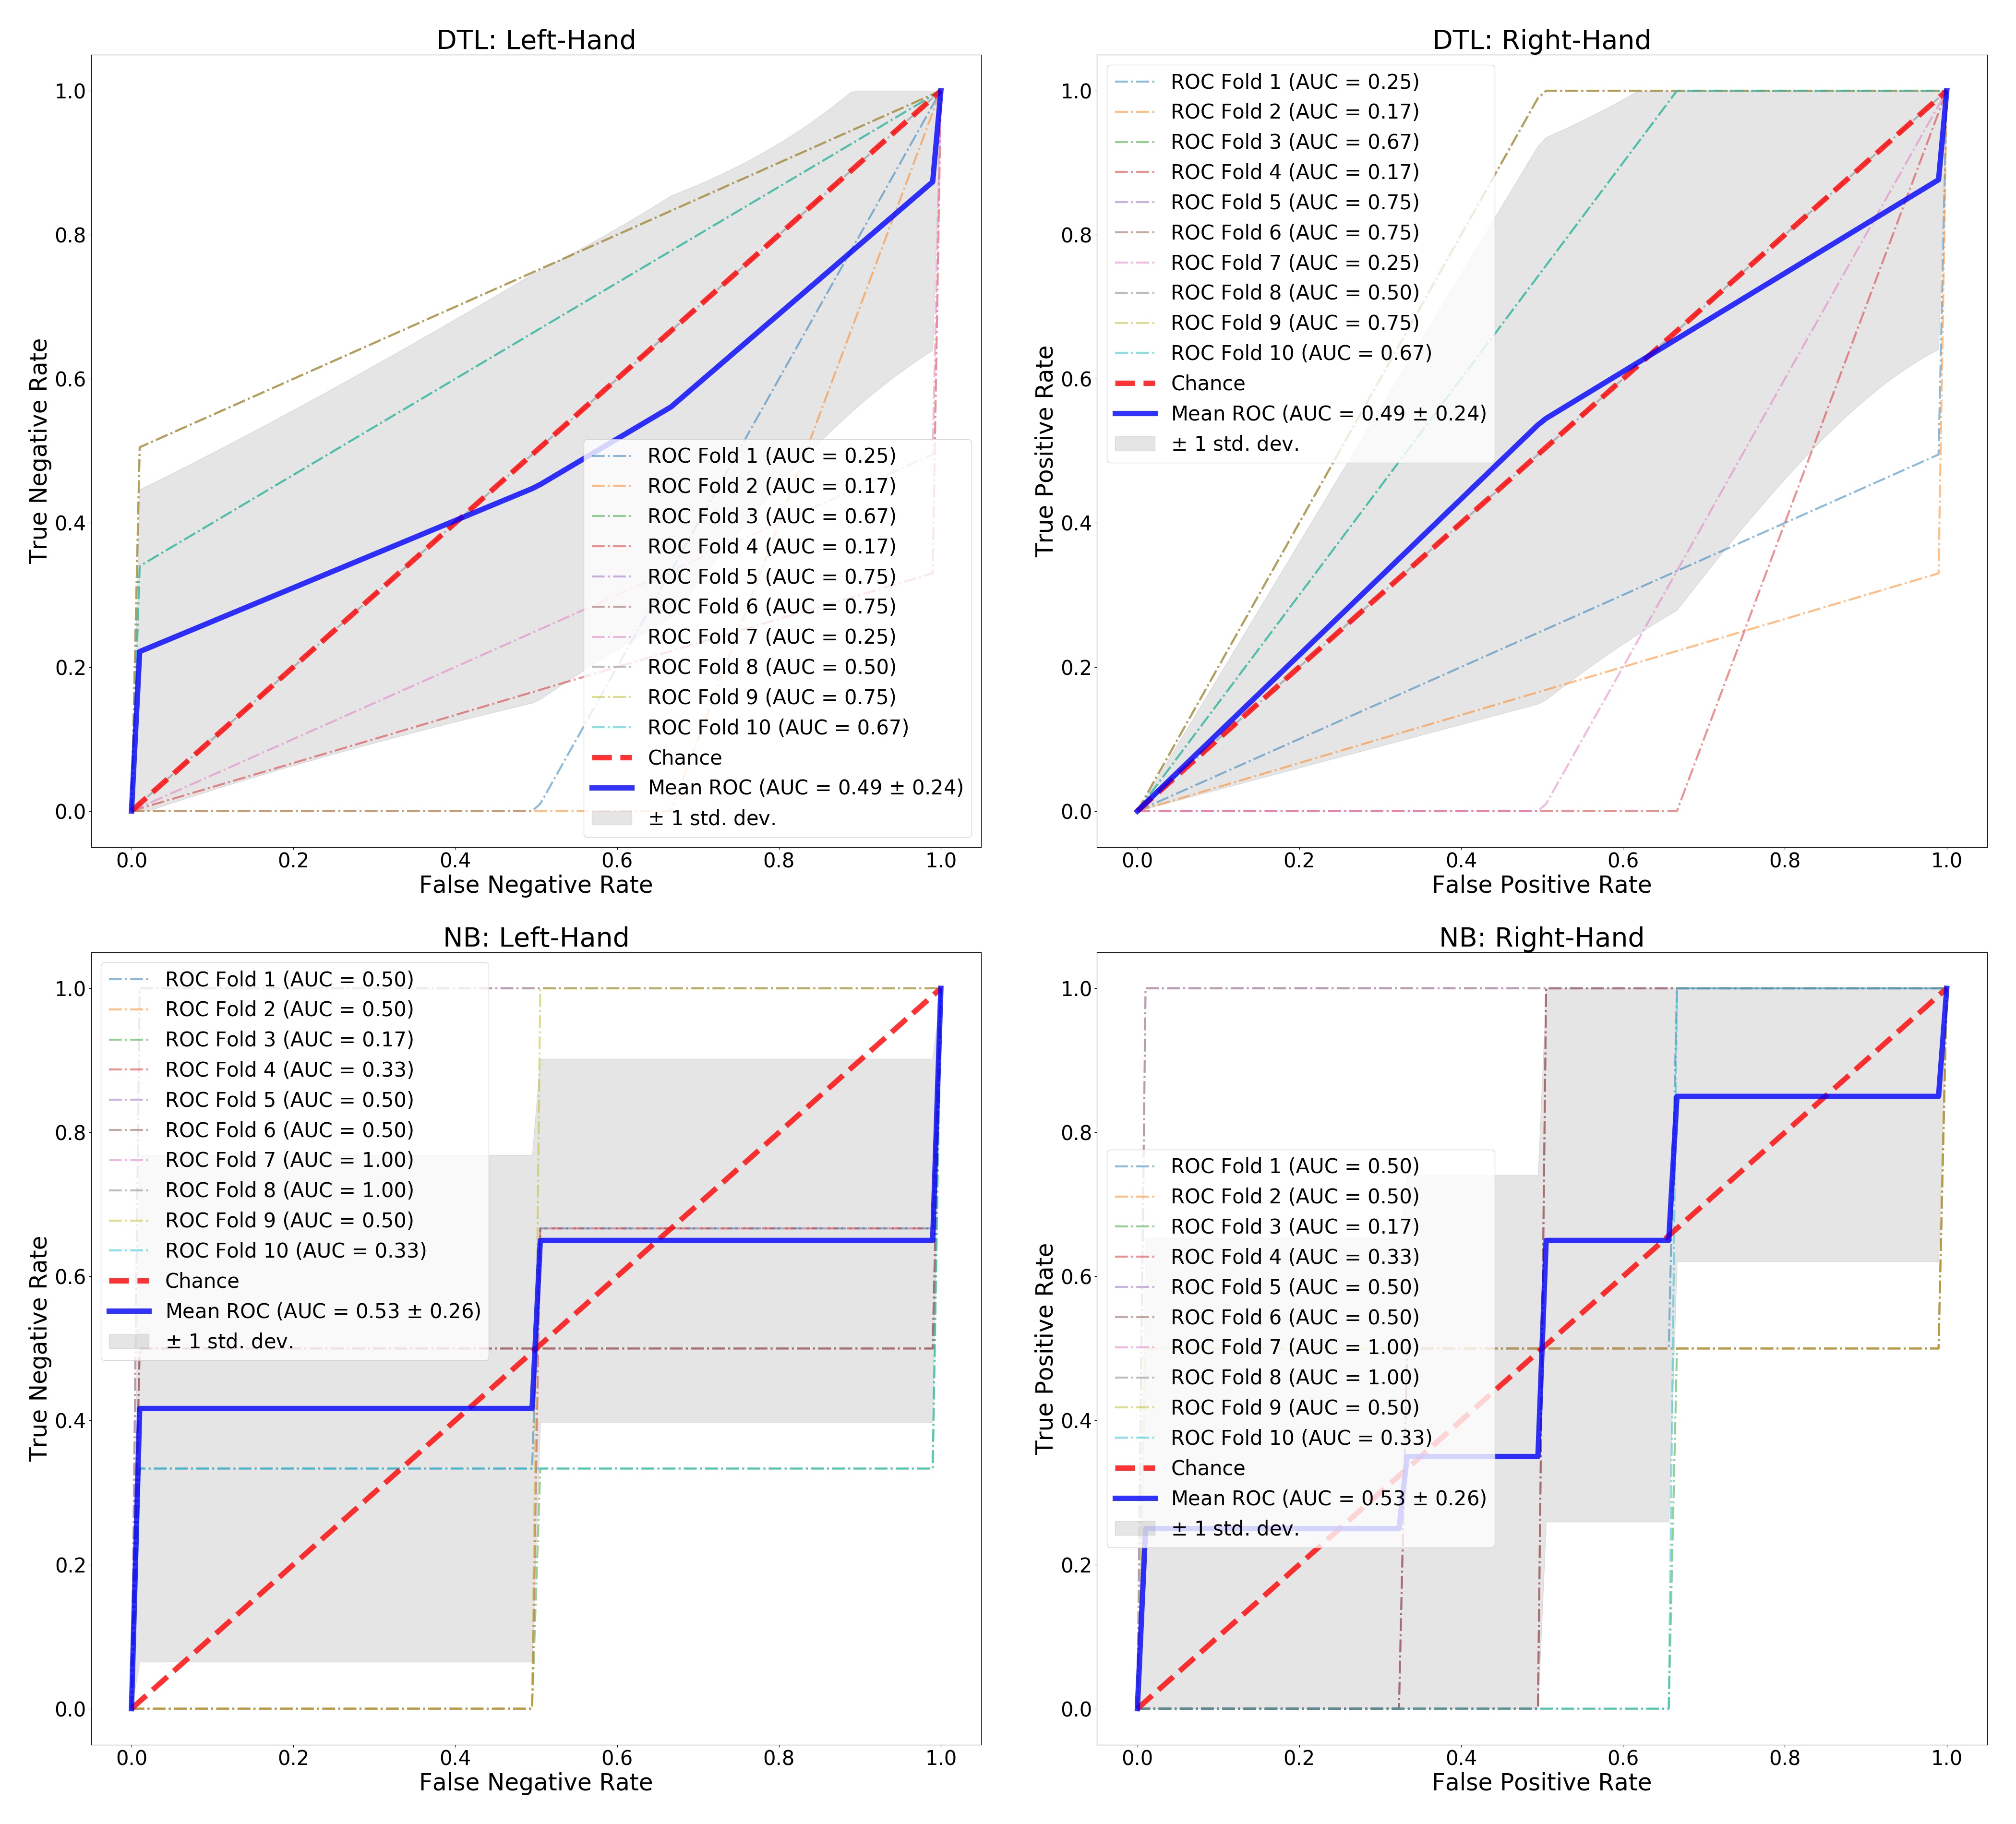 DTL: Left-Hand
1.0
0.8
0.6
0.4
0.2
0.0
True Negative Rate
ROC Fold 1 (AUC = 0.25)
ROC Fold 2 (AUC = 0.17)
ROC Fold 3 (AUC = 0.67)
ROC Fold 4 (AUC = 0.17)
ROC Fold 5 (AUC = 0.75)
ROC Fold 6 (AUC = 0.75)
ROC Fold 7 (AUC = 0.25)
ROC Fold 8 (AUC = 0.50)
ROC Fold 9 (AUC = 0.75)
ROC Fold 10 (AUC = 0.67)
Chance
Mean ROC (AUC = 0.49 ± 0.24)
± 1 std. dev.
0.0 0.2 0.4 0.6 0.8 1.0
False Negative Rate
DTL: Right-Hand
1.0
0.8
0.6
0.4
0.2
0.0
True Positive Rate
ROC Fold 1 (AUC = 0.25)
ROC Fold 2 (AUC = 0.17)
ROC Fold 3 (AUC = 0.67)
ROC Fold 4 (AUC = 0.17)
ROC Fold 5 (AUC = 0.75)
ROC Fold 6 (AUC = 0.75)
ROC Fold 7 (AUC = 0.25)
ROC Fold 8 (AUC = 0.50)
ROC Fold 9 (AUC = 0.75)
ROC Fold 10 (AUC = 0.67)
Chance
Mean ROC (AUC = 0.49 ± 0.24)
± 1 std. dev.
0.0 0.2 0.4 0.6 0.8 1.0
False Positive Rate
NB: Left-Hand
1.0
0.8
0.6
0.4
0.2
0.0
True Negative Rate
ROC Fold 1 (AUC = 0.50)
ROC Fold 2 (AUC = 0.50)
ROC Fold 3 (AUC = 0.17)
ROC Fold 4 (AUC = 0.33)
ROC Fold 5 (AUC = 0.50)
ROC Fold 6 (AUC = 0.50)
ROC Fold 7 (AUC = 1.00)
ROC Fold 8 (AUC = 1.00)
ROC Fold 9 (AUC = 0.50)
ROC Fold 10 (AUC = 0.33)
Chance
Mean ROC (AUC = 0.53 ± 0.26)
± 1 std. dev.
0.0 0.2 0.4 0.6 0.8 1.0
False Negative Rate
NB: Right-Hand
1.0
0.8
0.6
0.4
0.2
0.0
True Positive Rate
ROC Fold 1 (AUC = 0.50)
ROC Fold 2 (AUC = 0.50)
ROC Fold 3 (AUC = 0.17)
ROC Fold 4 (AUC = 0.33)
ROC Fold 5 (AUC = 0.50)
ROC Fold 6 (AUC = 0.50)
ROC Fold 7 (AUC = 1.00)
ROC Fold 8 (AUC = 1.00)
ROC Fold 9 (AUC = 0.50)
ROC Fold 10 (AUC = 0.33)
Chance
Mean ROC (AUC = 0.53 ± 0.26)
± 1 std. dev.
0.0 0.2 0.4 0.6 0.8 1.0
False Positive Rate